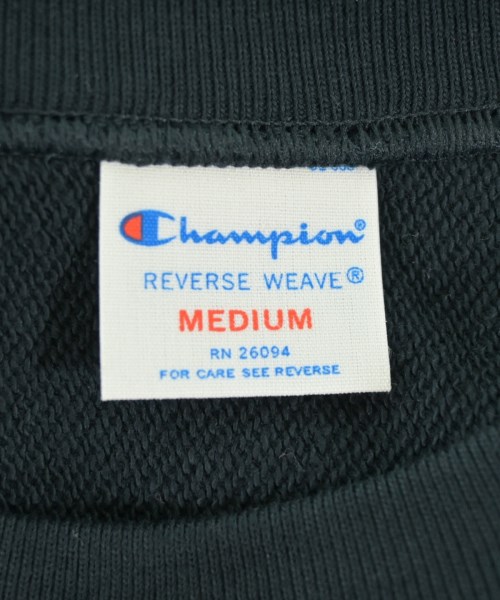 Champion®
REVERSE WEAVE®
MEDIUM
RN 26094
FOR CARE SEE REVERSE